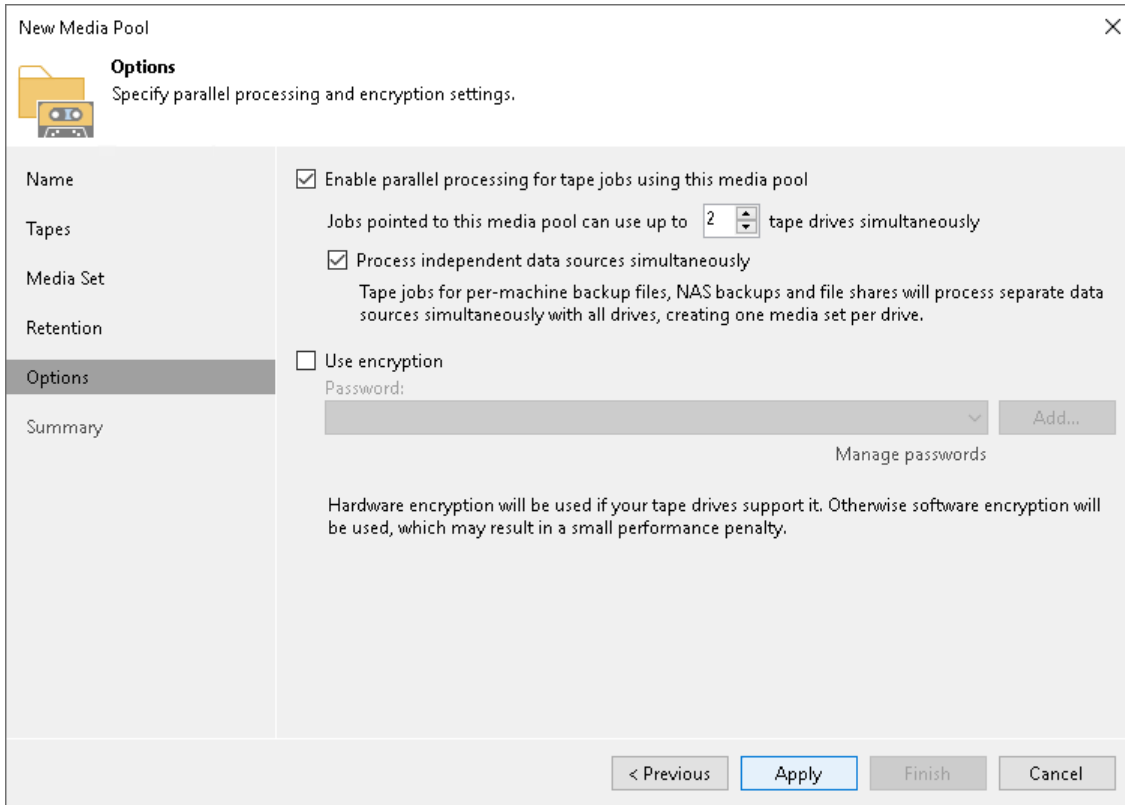 New Media Pool
Options
Specify parallel processing and encryption settings.
Name
Tapes
Media Set
Retention
Options
Summary
Enable parallel processing for tape jobs using this media pool
Jobs pointed to this media pool can use up to 2 tape drives simultaneously
Process independent data sources simultaneously
Tape jobs for per-machine backup files, NAS backups and file shares will process separate data
sources simultaneously with all drives, creating one media set per drive.
Use encryption
Password:
Add...
Manage passwords
Hardware encryption will be used if your tape drives support it. Otherwise software encryption will
be used, which may result in a small performance penalty.
< Previous
Apply
Finish
Cancel